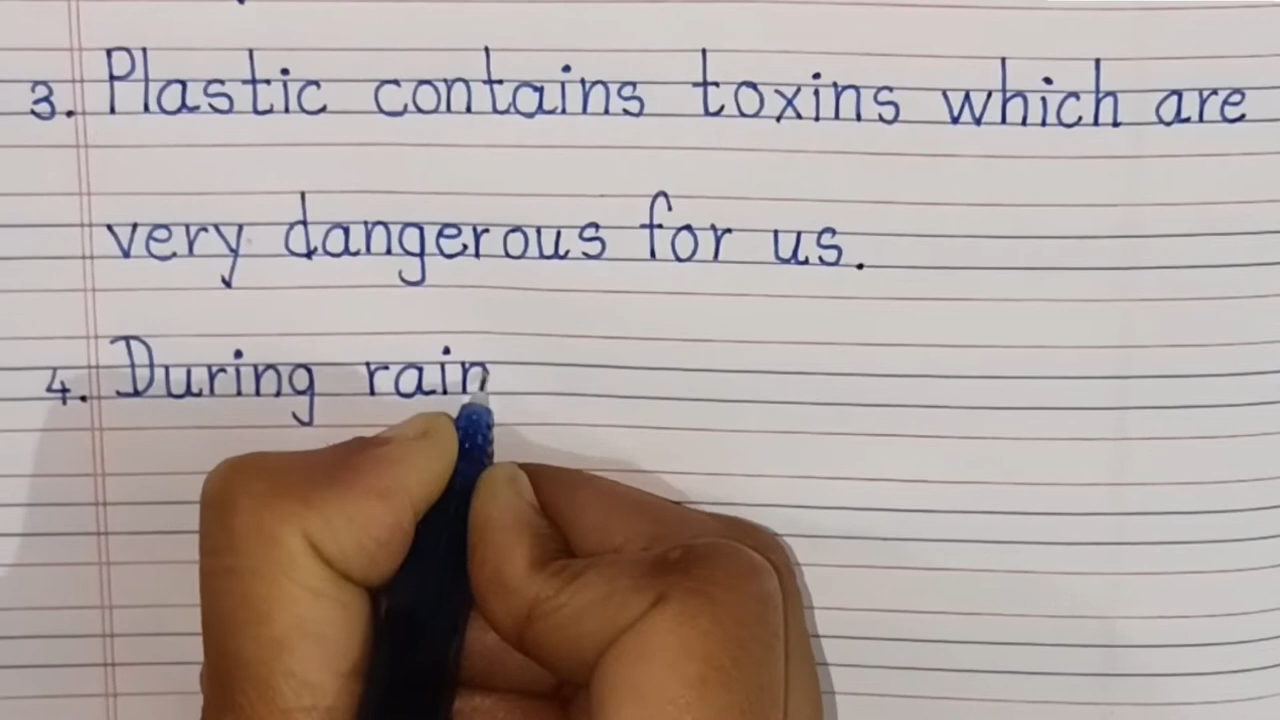 3. Plastic contains toxins which are
very dangerous for us.
4. During rain